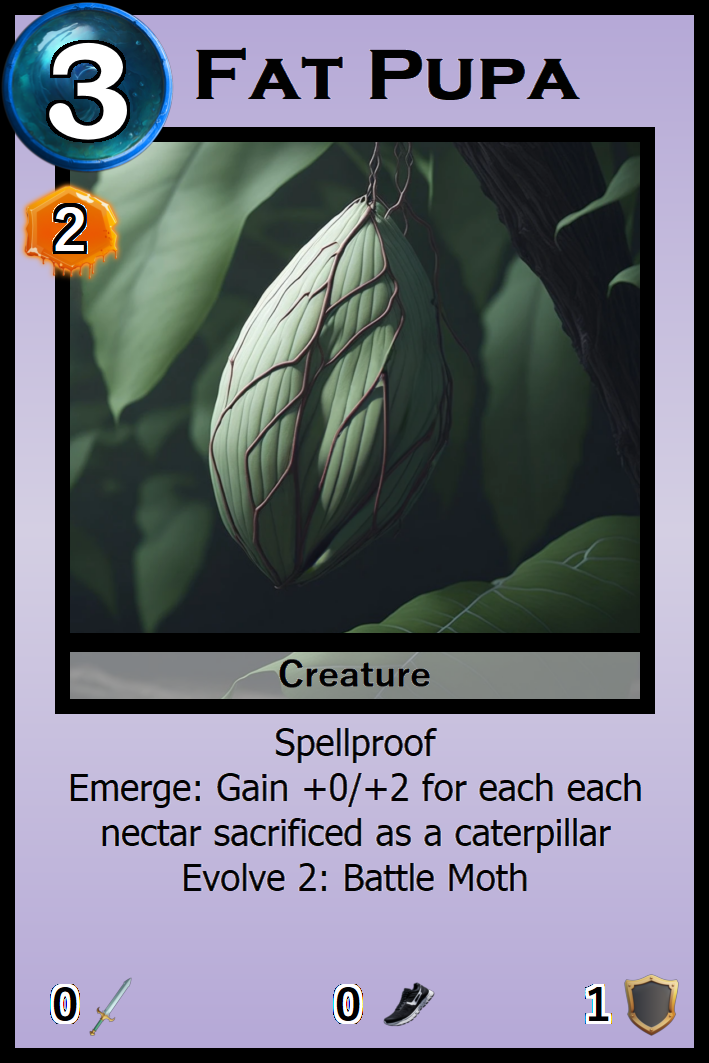 3
Fat Pupa
2
Creature
Spellproof
Emerge: Gain +0/+2 for each each
nectar sacrificed as a caterpillar
Evolve 2: Battle Moth
0
0
1